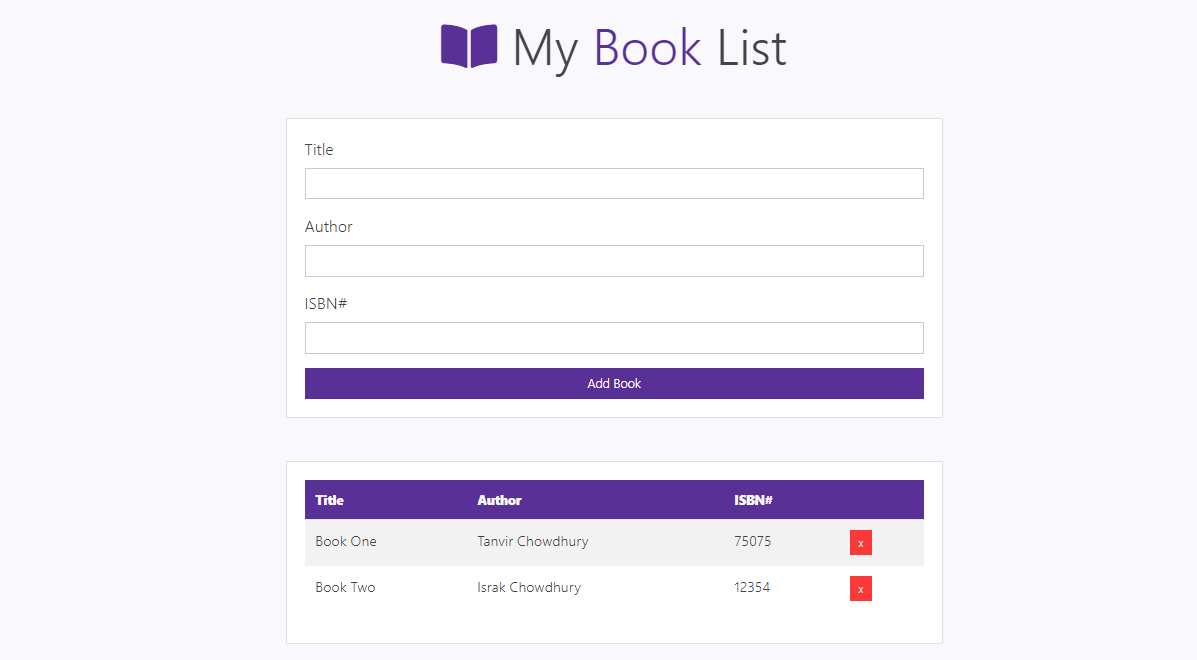 My Book List
Title
Author
ISBN#
Add Book
Title Author ISBN#
Book One Tanvir Chowdhury 75075 x
Book Two Israk Chowdhury 12354 x